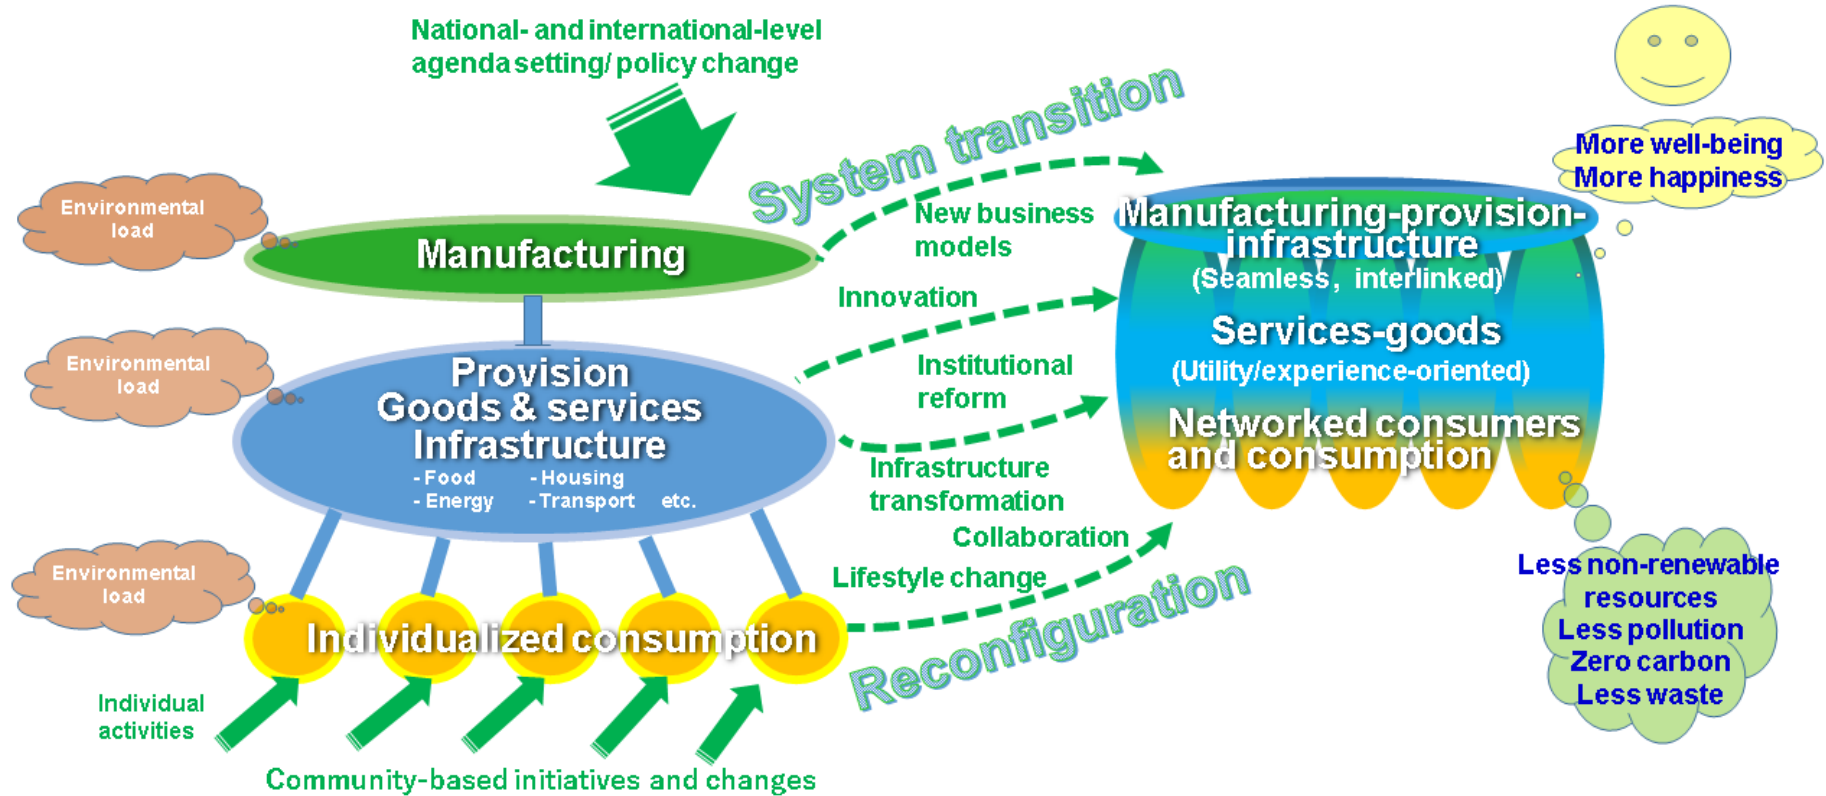 National- and international-level
agenda setting/ policy change
System transition
Environmental
load
Manufacturing
New business
models
Innovation
Environmental
load
Provision
Goods & services
Infrastructure
- Food - Housing
- Energy - Transport etc.
Institutional
reform
Infrastructure
transformation
Collaboration
Lifestyle change
Reconfiguration
Environmental
load
Individualized consumption
Individual
activities
Community-based initiatives and changes
More well-being
More happiness
Manufacturing-provision-
infrastructure
(Seamless, interlinked)
Services-goods
(Utility/experience-oriented)
Networked consumers
and consumption
Less non-renewable
resources
Less pollution
Zero carbon
Less waste